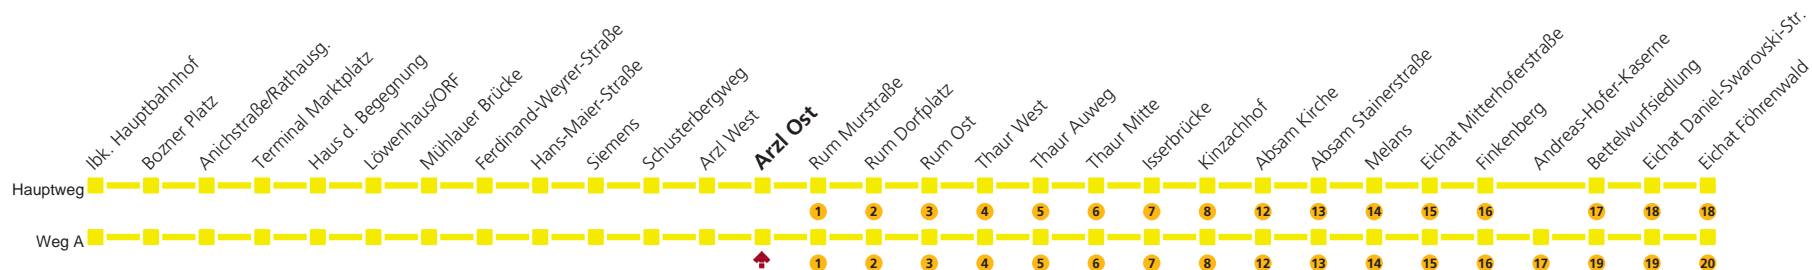 Ibk. Hauptbahnhof
Bozner Platz
Anichstraße/Rathausg.
Terminal Marktplatz
Haus d. Begegnung
Löwenhaus/ORF
Mühlauer Brücke
Ferdinand-Weyrer-Straße
Hans-Maier-Straße
Siemens
Schusterbergweg
Arzl West
Arzl Ost
Rum Murstraße
Rum Dorfplatz
Rum Ost
Thaur West
Thaur Auweg
Thaur Mitte
Isserbrücke
Kinzachhof
Absam Kirche
Absam Stainerstraße
Melans
Eichat Mitterhoferstraße
Finkenberg
Andreas-Hofer-Kaserne
Bettelwurfsiedlung
Eichat Daniel-Swarovski-Str.
Eichat Föhrenwald
Hauptweg
1 2 3 4 5 6 7 8 12 13 14 15 16 17 18 18
Weg A
1 2 3 4 5 6 7 8 12 13 14 15 16 17 19 19 20